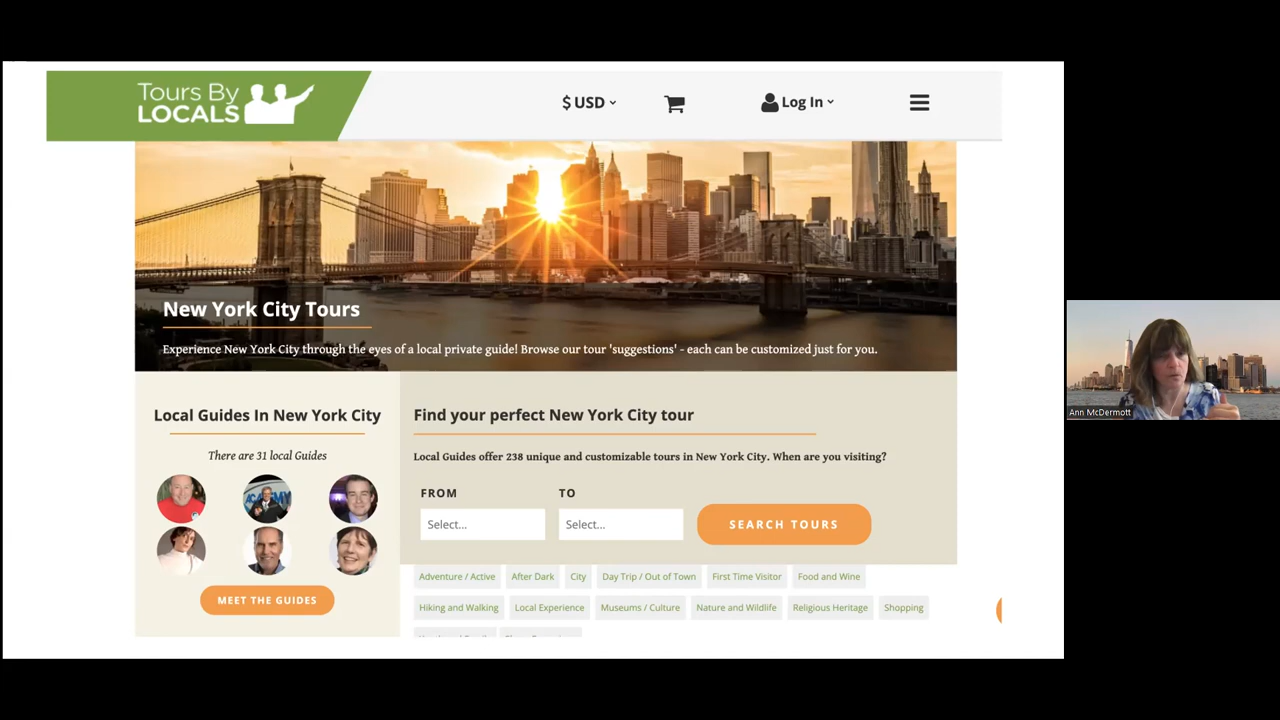 Tours By
LOCALS
$ USD
Log In
New York City Tours
Experience New York City through the eyes of a local private guide! Browse our tour 'suggestions' - each can be customized just for you.
Local Guides In New York City
There are 31 local Guides
MEET THE GUIDES
Find your perfect New York City tour
Local Guides offer 238 unique and customizable tours in New York City. When are you visiting?
FROM
TO
Select...
Select...
SEARCH TOURS
Adventure / Active
After Dark
City
Day Trip / Out of Town
First Time Visitor
Food and Wine
Hiking and Walking
Local Experience
Museums / Culture
Nature and Wildlife
Religious Heritage
Shopping
Ann McDermott